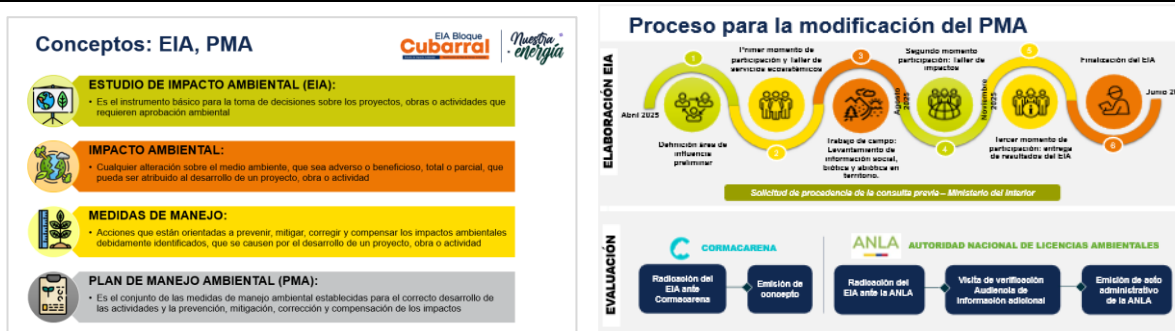 Conceptos: EIA, PMA
EIA Bloque
Cubarral
Nuestra
energía
ESTUDIO DE IMPACTO AMBIENTAL (EIA):
• Es el instrumento básico para la toma de decisiones sobre los proyectos, obras o actividades que
requieren aprobación ambiental
IMPACTO AMBIENTAL:
• Cualquier alteración sobre el medio ambiente, que sea adverso o beneficioso, total o parcial, que
pueda ser atribuido al desarrollo de un proyecto, obra o actividad
MEDIDAS DE MANEJO:
• Acciones que están orientadas a prevenir, mitigar, corregir y compensar los impactos ambientales
debidamente identificados, que se causen por el desarrollo de un proyecto, obra o actividad
PLAN DE MANEJO AMBIENTAL (PMA):
• Es el conjunto de las medidas de manejo ambiental establecidas para el correcto desarrollo de
las actividades y la prevención, mitigación, corrección y compensación de los impactos
Proceso para la modificación del PMA
ELABORACIÓN EIA
Abril 2025
1
Definición área de
influencia
preliminar
Primer momento de
participación y Taller de
servicios ecosistémicos
2
3
Trabajo de campo:
Levantamiento de
información social,
biótica y abiótica en
territorio.
Agosto
2025
Segundo momento
participación: Taller de
impactos
4
Noviembre
2025
5
Tercer momento de
participación: entrega
de resultados del EIA
Finalización del EIA
6
Junio
Solicitud de procedencia de la consulta previa – Ministerio del Interior
EVALUACIÓN
CORMACARENA
Radicación del
EIA ante
Cormacarena
Emisión de
concepto
ANLA
AUTORIDAD NACIONAL DE LICENCIAS AMBIENTALES
Radicación del
EIA ante la ANLA
Visita de verificación
Audiencia de
información adicional
Emisión de acto
administrativo
de la ANLA